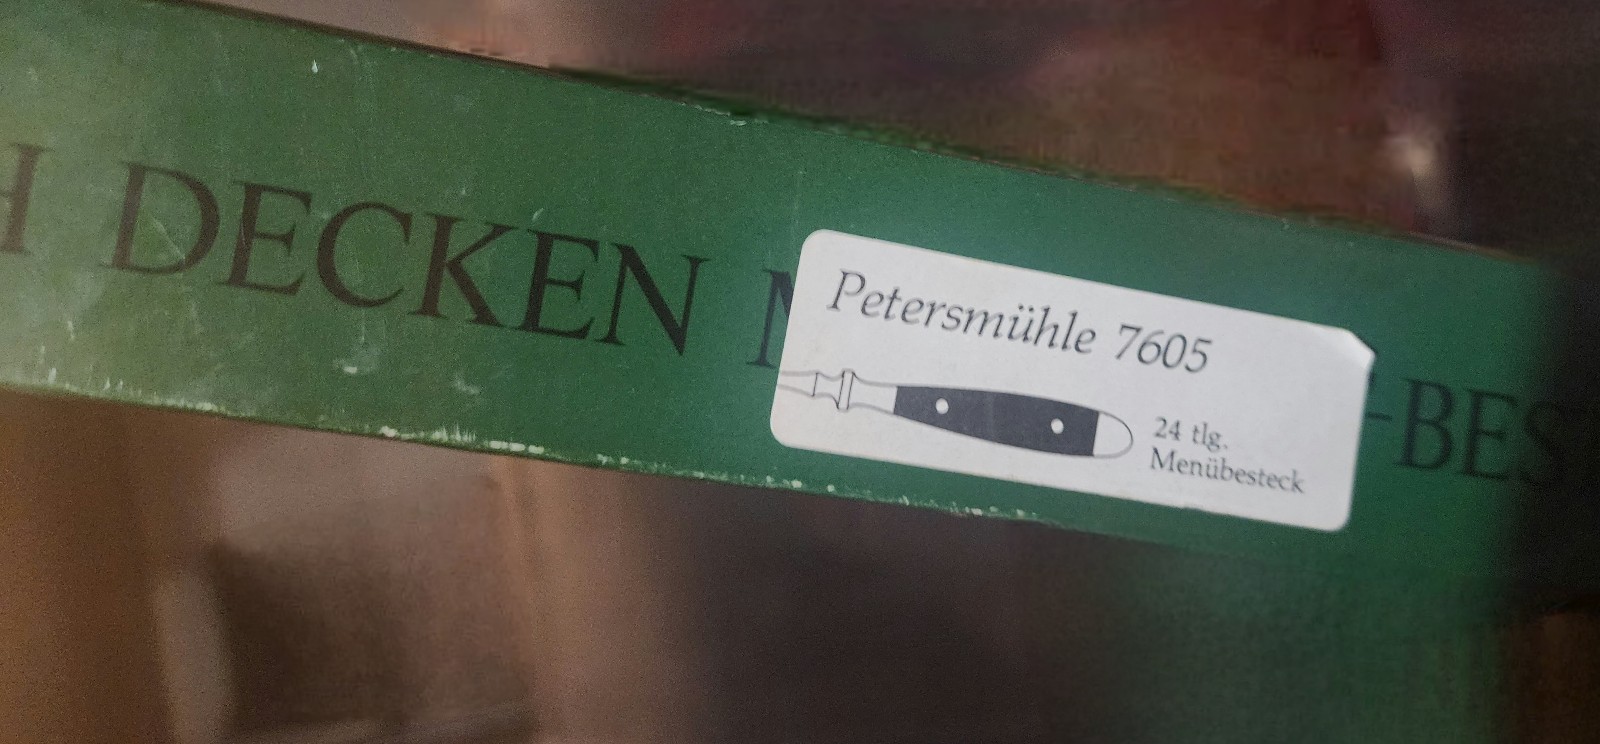 DECKEN
Petersmühle 7605
24 tlg.
Menübesteck